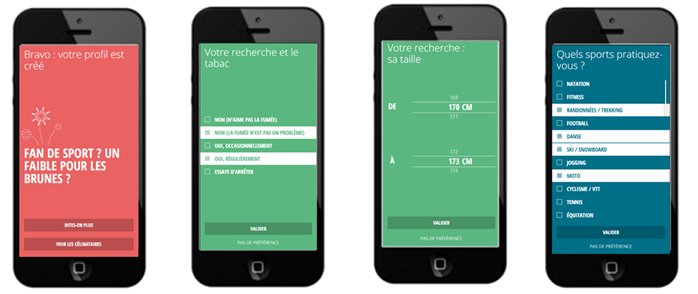 Bravo : votre profil est
créé
FAN DE SPORT ? UN
FAIBLE POUR LES
BRUNES ?
DITES-EN PLUS
VOIR LES CÉLIBATAIRES
Votre recherche et le
tabac
NON (N'AIME PAS LA FUMÉE)
NON (LA FUMÉE N'EST PAS UN PROBLÈME)
OUI, OCCASIONNELLEMENT
OUI, RÉGULIÈREMENT
ESSAYE D'ARRÊTER
VALIDER
PAS DE PRÉFÉRENCE
Votre recherche :
sa taille
169
DE 170 CM
171
172
À 173 CM
174
VALIDER
PAS DE PRÉFÉRENCE
Quels sports pratiquez-
vous ?
NATATION
FITNESS
RANDONNÉES / TREKKING
FOOTBALL
DANSE
SKI / SNOWBOARD
JOGGING
MOTO
CYCLISME / VTT
TENNIS
ÉQUITATION
VALIDER
PAS DE PRÉFÉRENCE